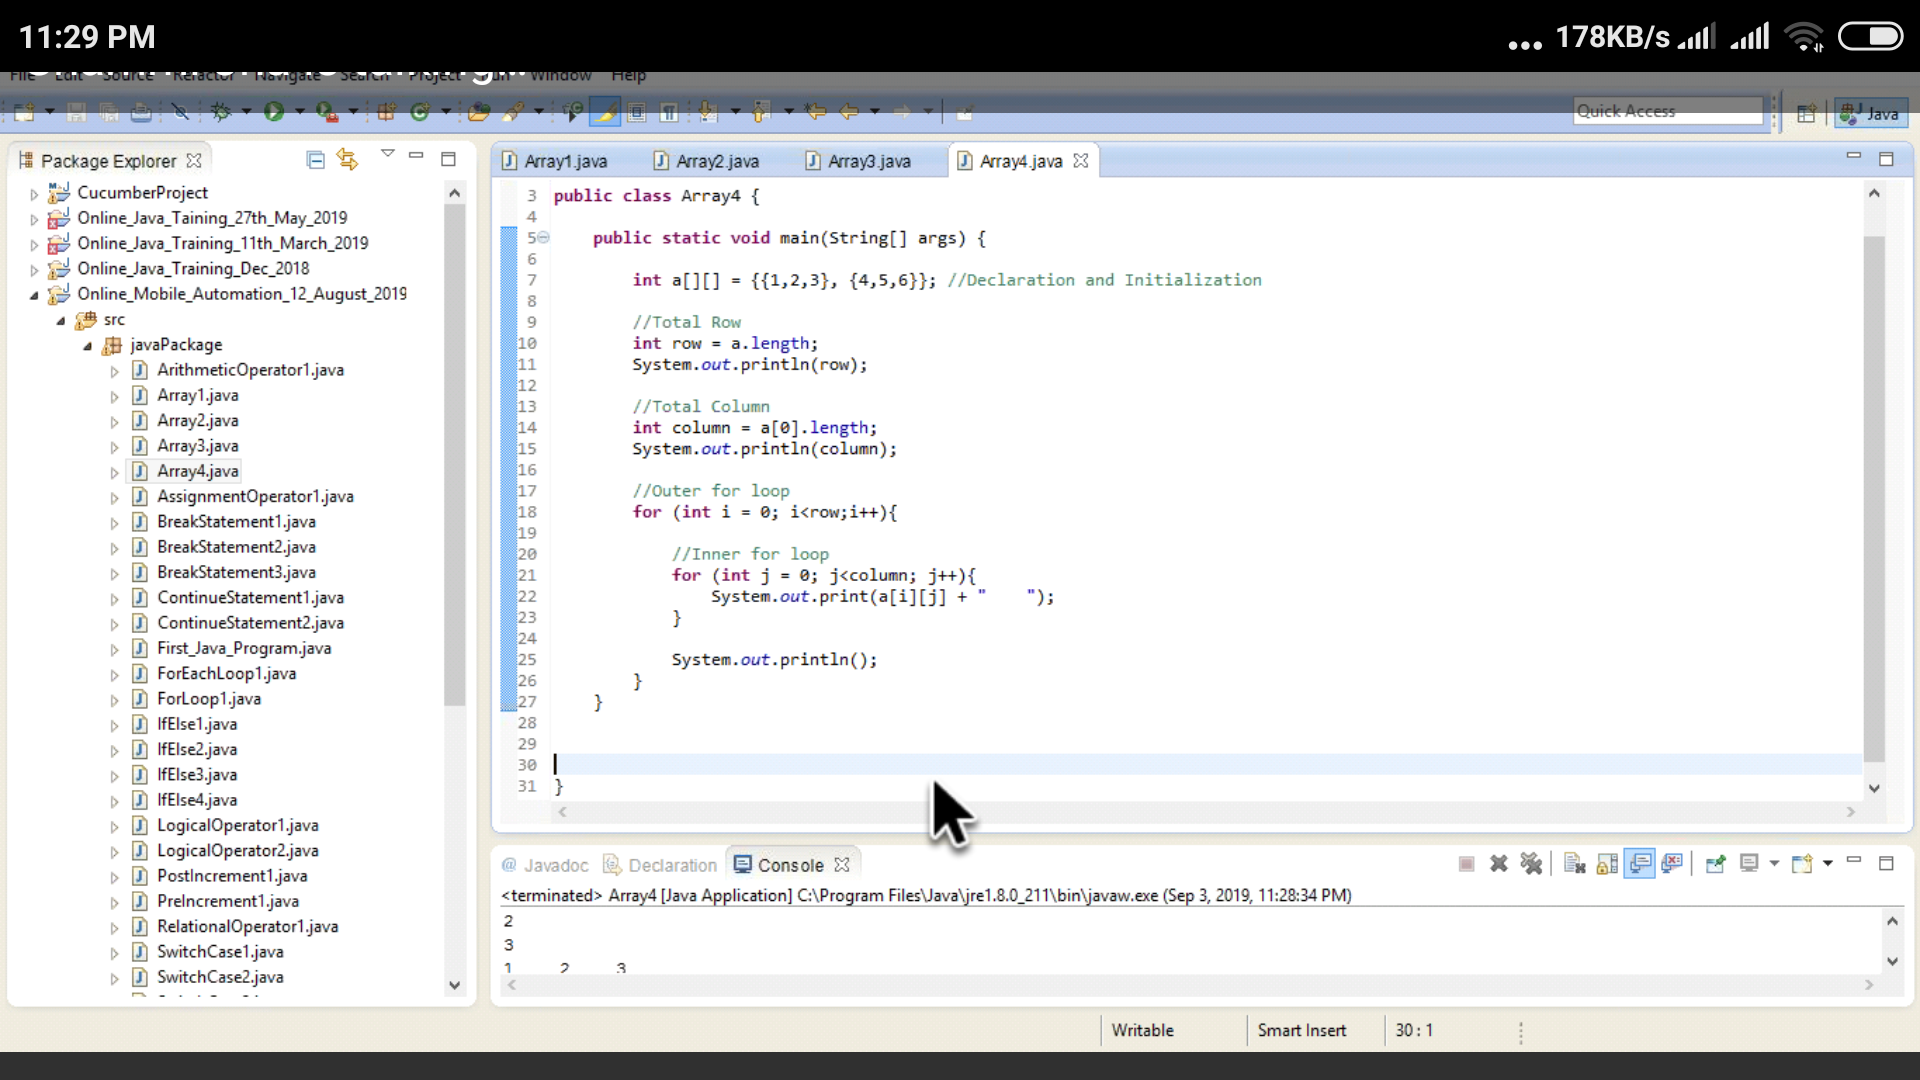 11:29 PM
178KB/s
File Edit Source Refactor Navigate Search Project Run Window Help
Quick Access
Java
Package Explorer
CucumberProject
Online_Java_Taining_27th_May_2019
Online_Java_Training_11th_March_2019
Online_Java_Training_Dec_2018
Online_Mobile_Automation_12_August_2019
src
javaPackage
ArithmeticOperator1.java
Array1.java
Array2.java
Array3.java
Array4.java
AssignmentOperator1.java
BreakStatement1.java
BreakStatement2.java
BreakStatement3.java
ContinueStatement1.java
ContinueStatement2.java
First_Java_Program.java
ForEachLoop1.java
ForLoop1.java
IfElse1.java
IfElse2.java
IfElse3.java
IfElse4.java
LogicalOperator1.java
LogicalOperator2.java
PostIncrement1.java
PreIncrement1.java
RelationalOperator1.java
SwitchCase1.java
SwitchCase2.java
Array1.java Array2.java Array3.java Array4.java
3 public class Array4 {
4
5 public static void main(String[] args) {
6
7 int a[][] = {{1,2,3}, {4,5,6}}; //Declaration and Initialization
8
9 //Total Row
10 int row = a.length;
11 System.out.println(row);
12
13 //Total Column
14 int column = a[0].length;
15 System.out.println(column);
16
17 //Outer for loop
18 for (int i = 0; i<row;i++){
19
20 //Inner for loop
21 for (int j = 0; j<column; j++){
22 System.out.print(a[i][j] + "    ");
23 }
24
25 System.out.println();
26 }
27 }
28
29
30
31 }
@ Javadoc Declaration Console
<terminated> Array4 [Java Application] C:\Program Files\Java\jre1.8.0_211\bin\javaw.exe (Sep 3, 2019, 11:28:34 PM)
2
3
1 2 3
Writable Smart Insert 30 : 1